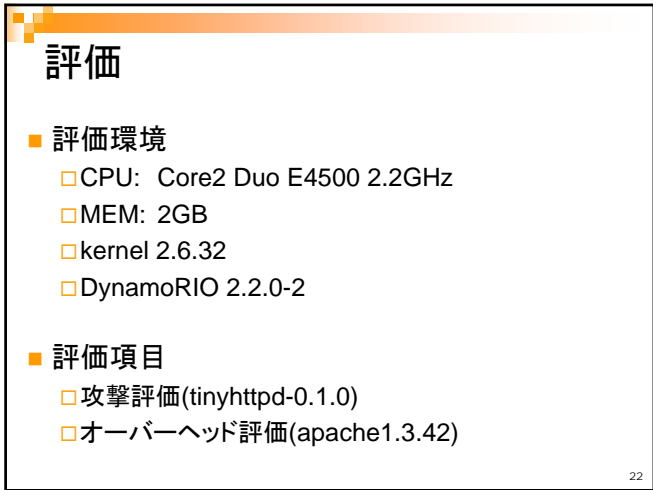 評価
評価環境
CPU: Core2 Duo E4500 2.2GHz
MEM: 2GB
kernel 2.6.32
DynamoRIO 2.2.0-2
評価項目
攻撃評価(tinyhttpd-0.1.0)
オーバーヘッド評価(apache1.3.42)
22